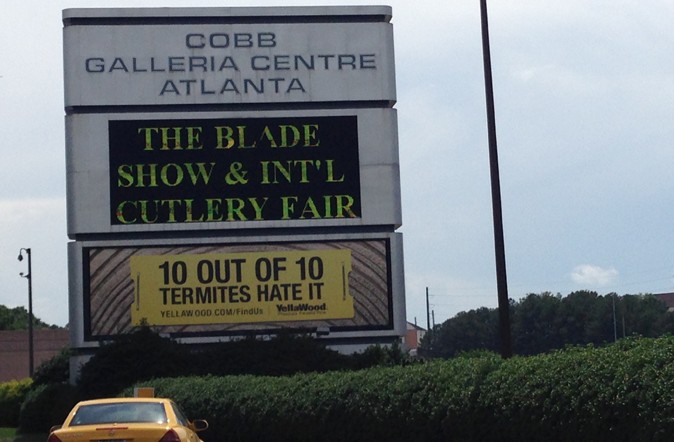 COBB
GALLERIA CENTRE
ATLANTA
THE BLADE
SHOW & INT'L
CUTLERY FAIR
10 OUT OF 10
TERMITES HATE IT
YELLAWOOD.COM/FindUs YellaWood.